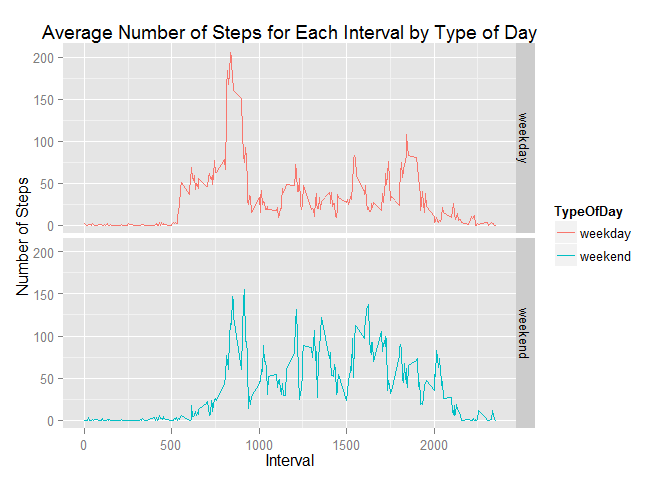 Average Number of Steps for Each Interval by Type of Day
Number of Steps
200
150
100
50
0
weekday
200
150
100
50
0
weekend
0
500
1000
1500
2000
Interval
TypeOfDay
weekday
weekend